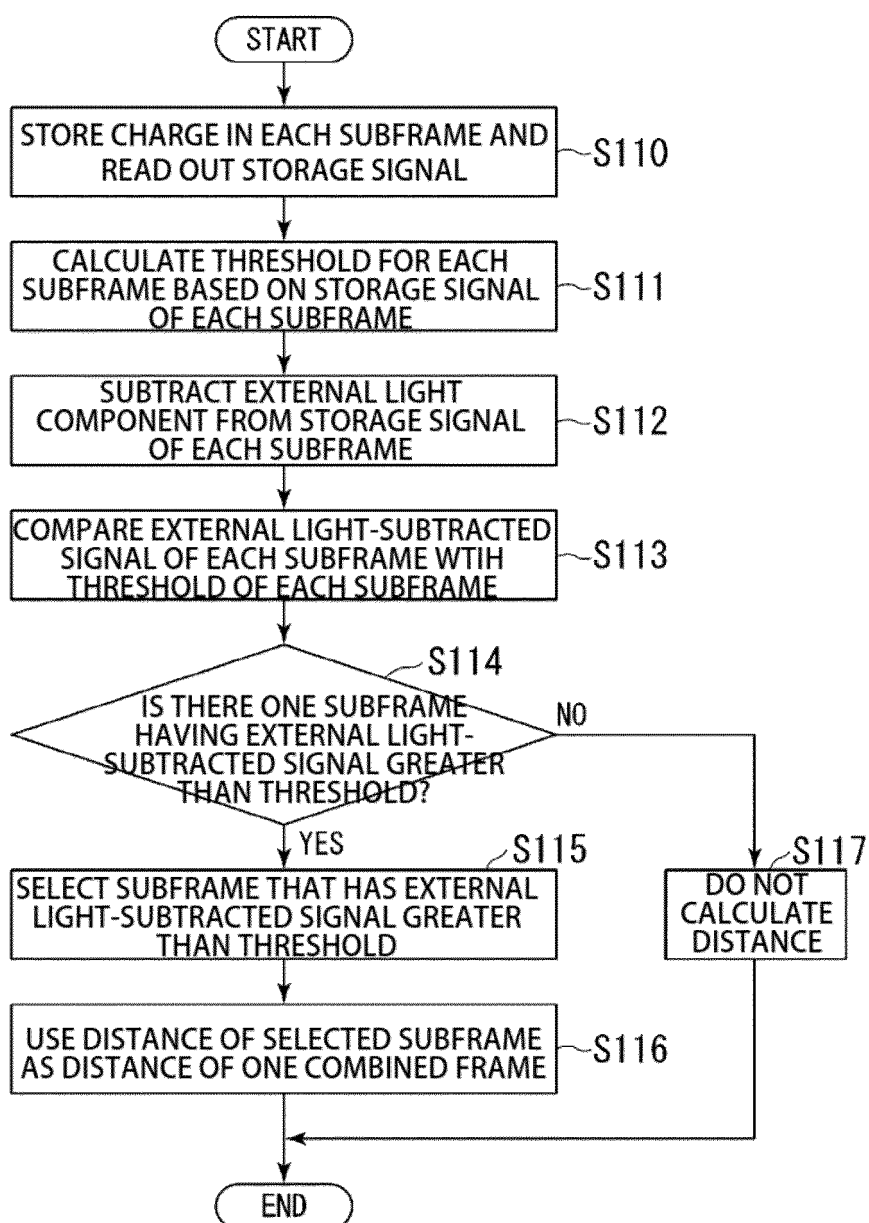 START
STORE CHARGE IN EACH SUBFRAME AND
READ OUT STORAGE SIGNAL
S110
CALCULATE THRESHOLD FOR EACH
SUBFRAME BASED ON STORAGE SIGNAL
OF EACH SUBFRAME
S111
SUBTRACT EXTERNAL LIGHT
COMPONENT FROM STORAGE SIGNAL
OF EACH SUBFRAME
S112
COMPARE EXTERNAL LIGHT-SUBTRACTED
SIGNAL OF EACH SUBFRAME WTIH
THRESHOLD OF EACH SUBFRAME
S113
S114
IS THERE ONE SUBFRAME
HAVING EXTERNAL LIGHT-
SUBTRACTED SIGNAL GREATER
THAN THRESHOLD?
NO
YES
S115
SELECT SUBFRAME THAT HAS EXTERNAL
LIGHT-SUBTRACTED SIGNAL GREATER
THAN THRESHOLD
S117
DO NOT
CALCULATE
DISTANCE
USE DISTANCE OF SELECTED SUBFRAME
AS DISTANCE OF ONE COMBINED FRAME
S116
END